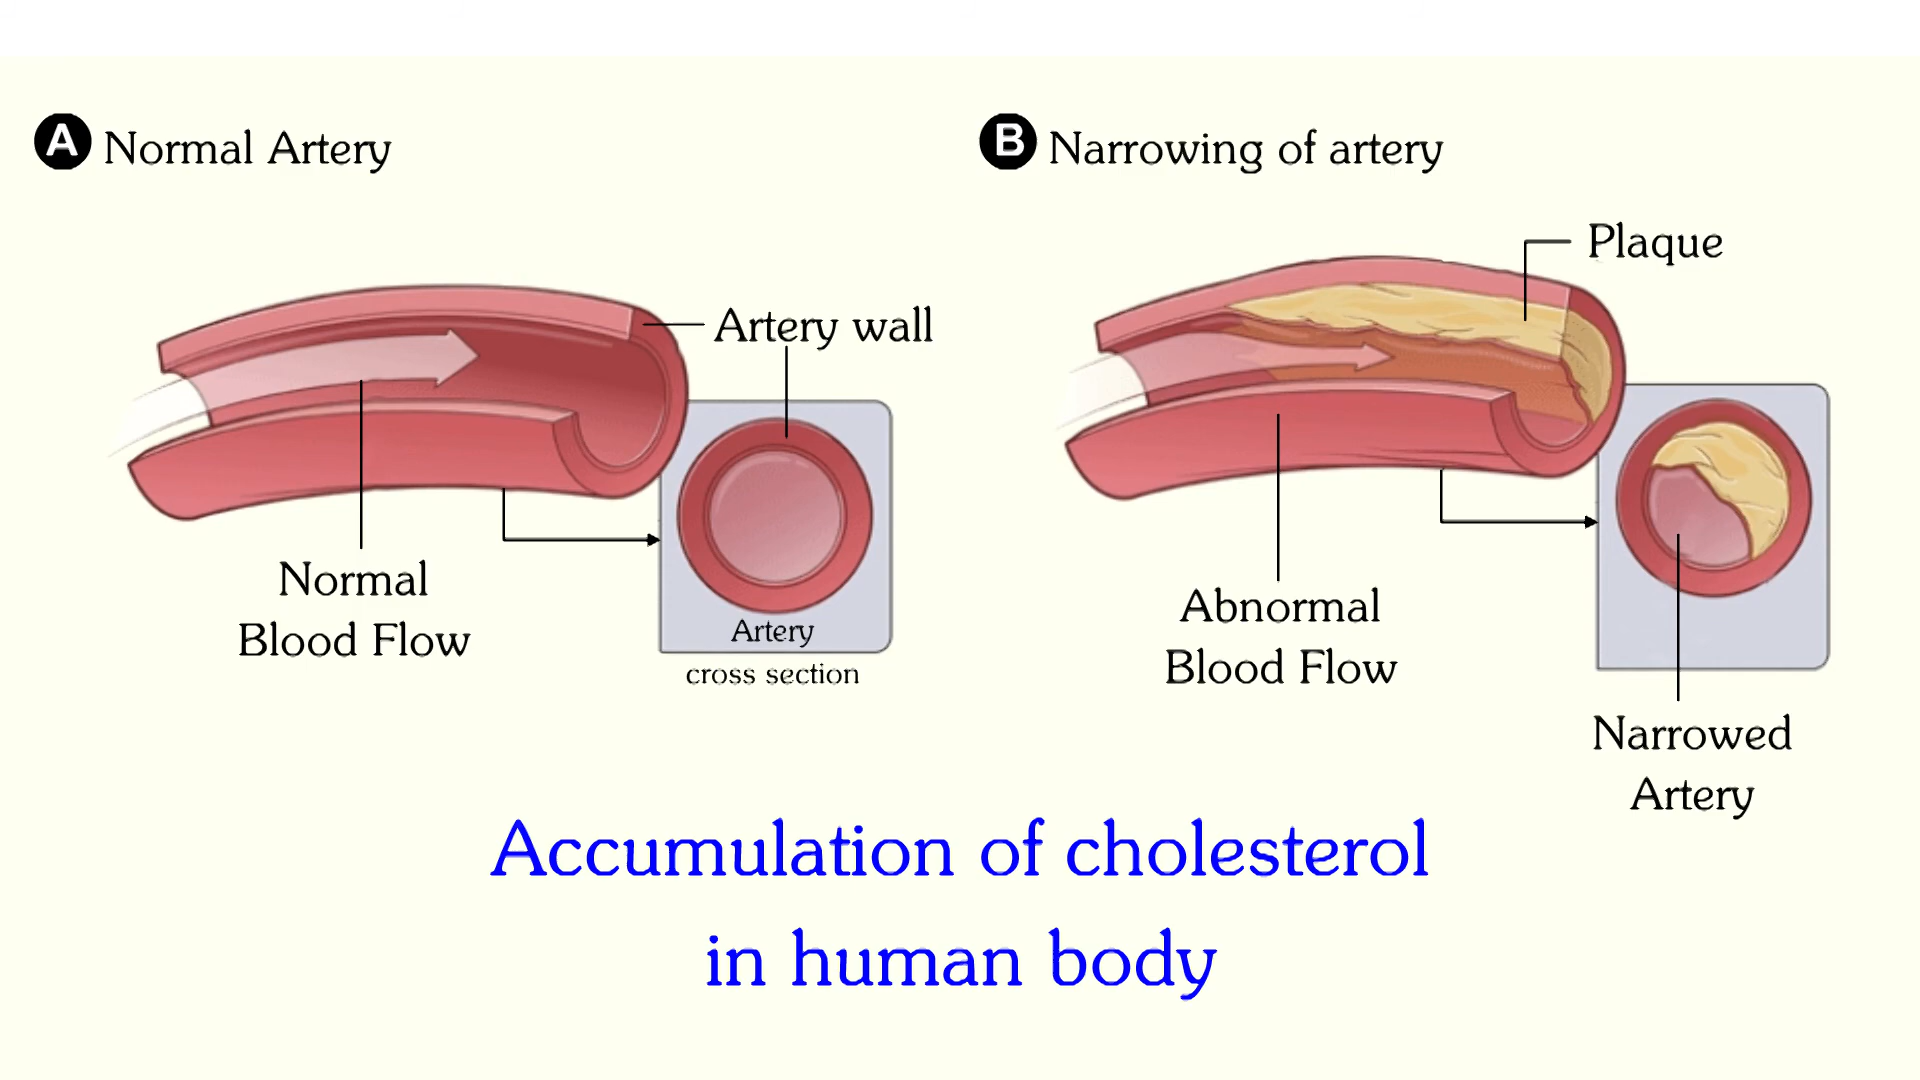 A Normal Artery
Artery wall
Normal
Blood Flow
Artery
cross section
B Narrowing of artery
Plaque
Abnormal
Blood Flow
Narrowed
Artery
Accumulation of cholesterol
in human body